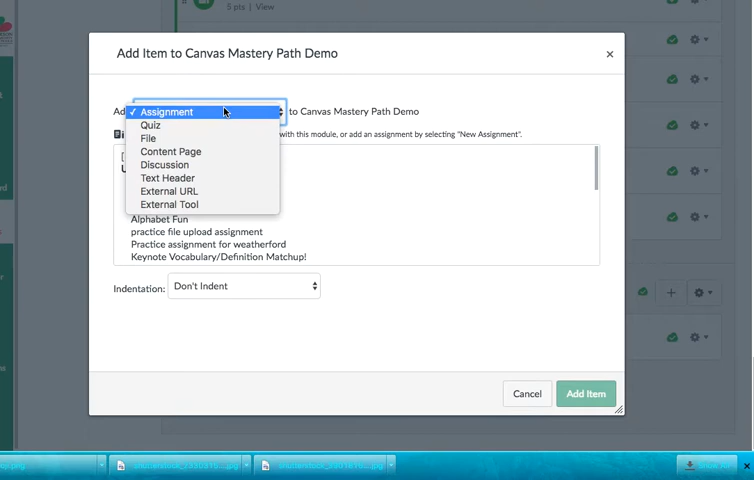 5 pts | View
Add Item to Canvas Mastery Path Demo
×
Ad
to Canvas Mastery Path Demo
✓ Assignment
Quiz
File
Content Page
Discussion
Text Header
External URL
External Tool
with this module, or add an assignment by selecting "New Assignment".
Alphabet Fun
practice file upload assignment
Practice assignment for weatherford
Keynote Vocabulary/Definition Matchup!
Indentation:
Don't Indent
Cancel
Add Item